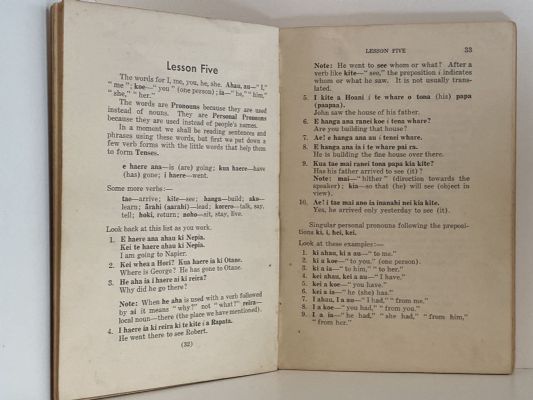 Lesson Five
The words for I, me, you, he, she. Ahau, au—"I,"
"me"; koe—"you" (one person); ia—"he," "him,"
"she," "her."
The words are Pronouns because they are used
instead of nouns. They are Personal Pronouns
because they are used instead of people's names.
In a moment we shall be reading sentences and
phrases using these words, but first we put down a
few verb forms with the little words that help them
to form Tenses.
e haere ana—is (are) going; kua haere—have
(has) gone; i haere—went.
Some more verbs:—
tae—arrive; kite—see; hanga—build; ako—
learn; ārahi (aarahi)—lead; korero—talk, say,
tell; hoki, return; noho—sit, stay, live.
Look back at this list as you work.
1. E haere ana ahau ki Nepia.
Kei te haere ahau ki Nepia.
I am going to Napier.
2. Kei whea a Hori? Kua haere ia ki Otane.
Where is George? He has gone to Otane.
3. He aha ia i haere ai ki reira?
Why did he go there?
Note: When he aha is used with a verb followed
by ai it means "why?" not "what?" reira—
local noun—there (the place we have mentioned).
4. I haere ia ki reira ki te kite i a Rapata.
He went there to see Robert.
(32)
LESSON FIVE 33
Note: He went to see whom or what? After a
verb like kite—"see," the preposition i indicates
whom or what he saw. It is not usually trans-
lated.
5. I kite a Hoani i te whare o tona (his) papa
(paapaa).
John saw the house of his father.
6. E hanga ana koe i tena whare?
Are you building that house?
7. Ae! e hanga ana au i tenei whare.
8. E hanga ana ia i te whare pai ra.
He is building the fine house over there.
9. Kua tae mai ranei tona papa kia kite?
Has his father arrived to see (it)?
Note: mai—"hither" (direction towards the
speaker); kia—so that (he) will see (object in
view).
10. Ae! i tae mai ano ia inanahi nei kia kite.
Yes, he arrived only yesterday to see (it).
Singular personal pronouns following the preposi-
tions ki, i, hei, kei.
Look at these examples:—
1. ki ahau, ki a au—"to me."
2. ki a koe—"to you," (one person).
3. ki a ia—"to him," "to her."
4. kei ahau, kei a au—"I have."
5. kei a koe—"you have."
6. kei a ia—"he (she) has."
7. I ahau, I a au—"I had," "from me."
8. I a koe—"you had," "from you."
9. I a ia—"he had," "she had," "from him,"
"from her."